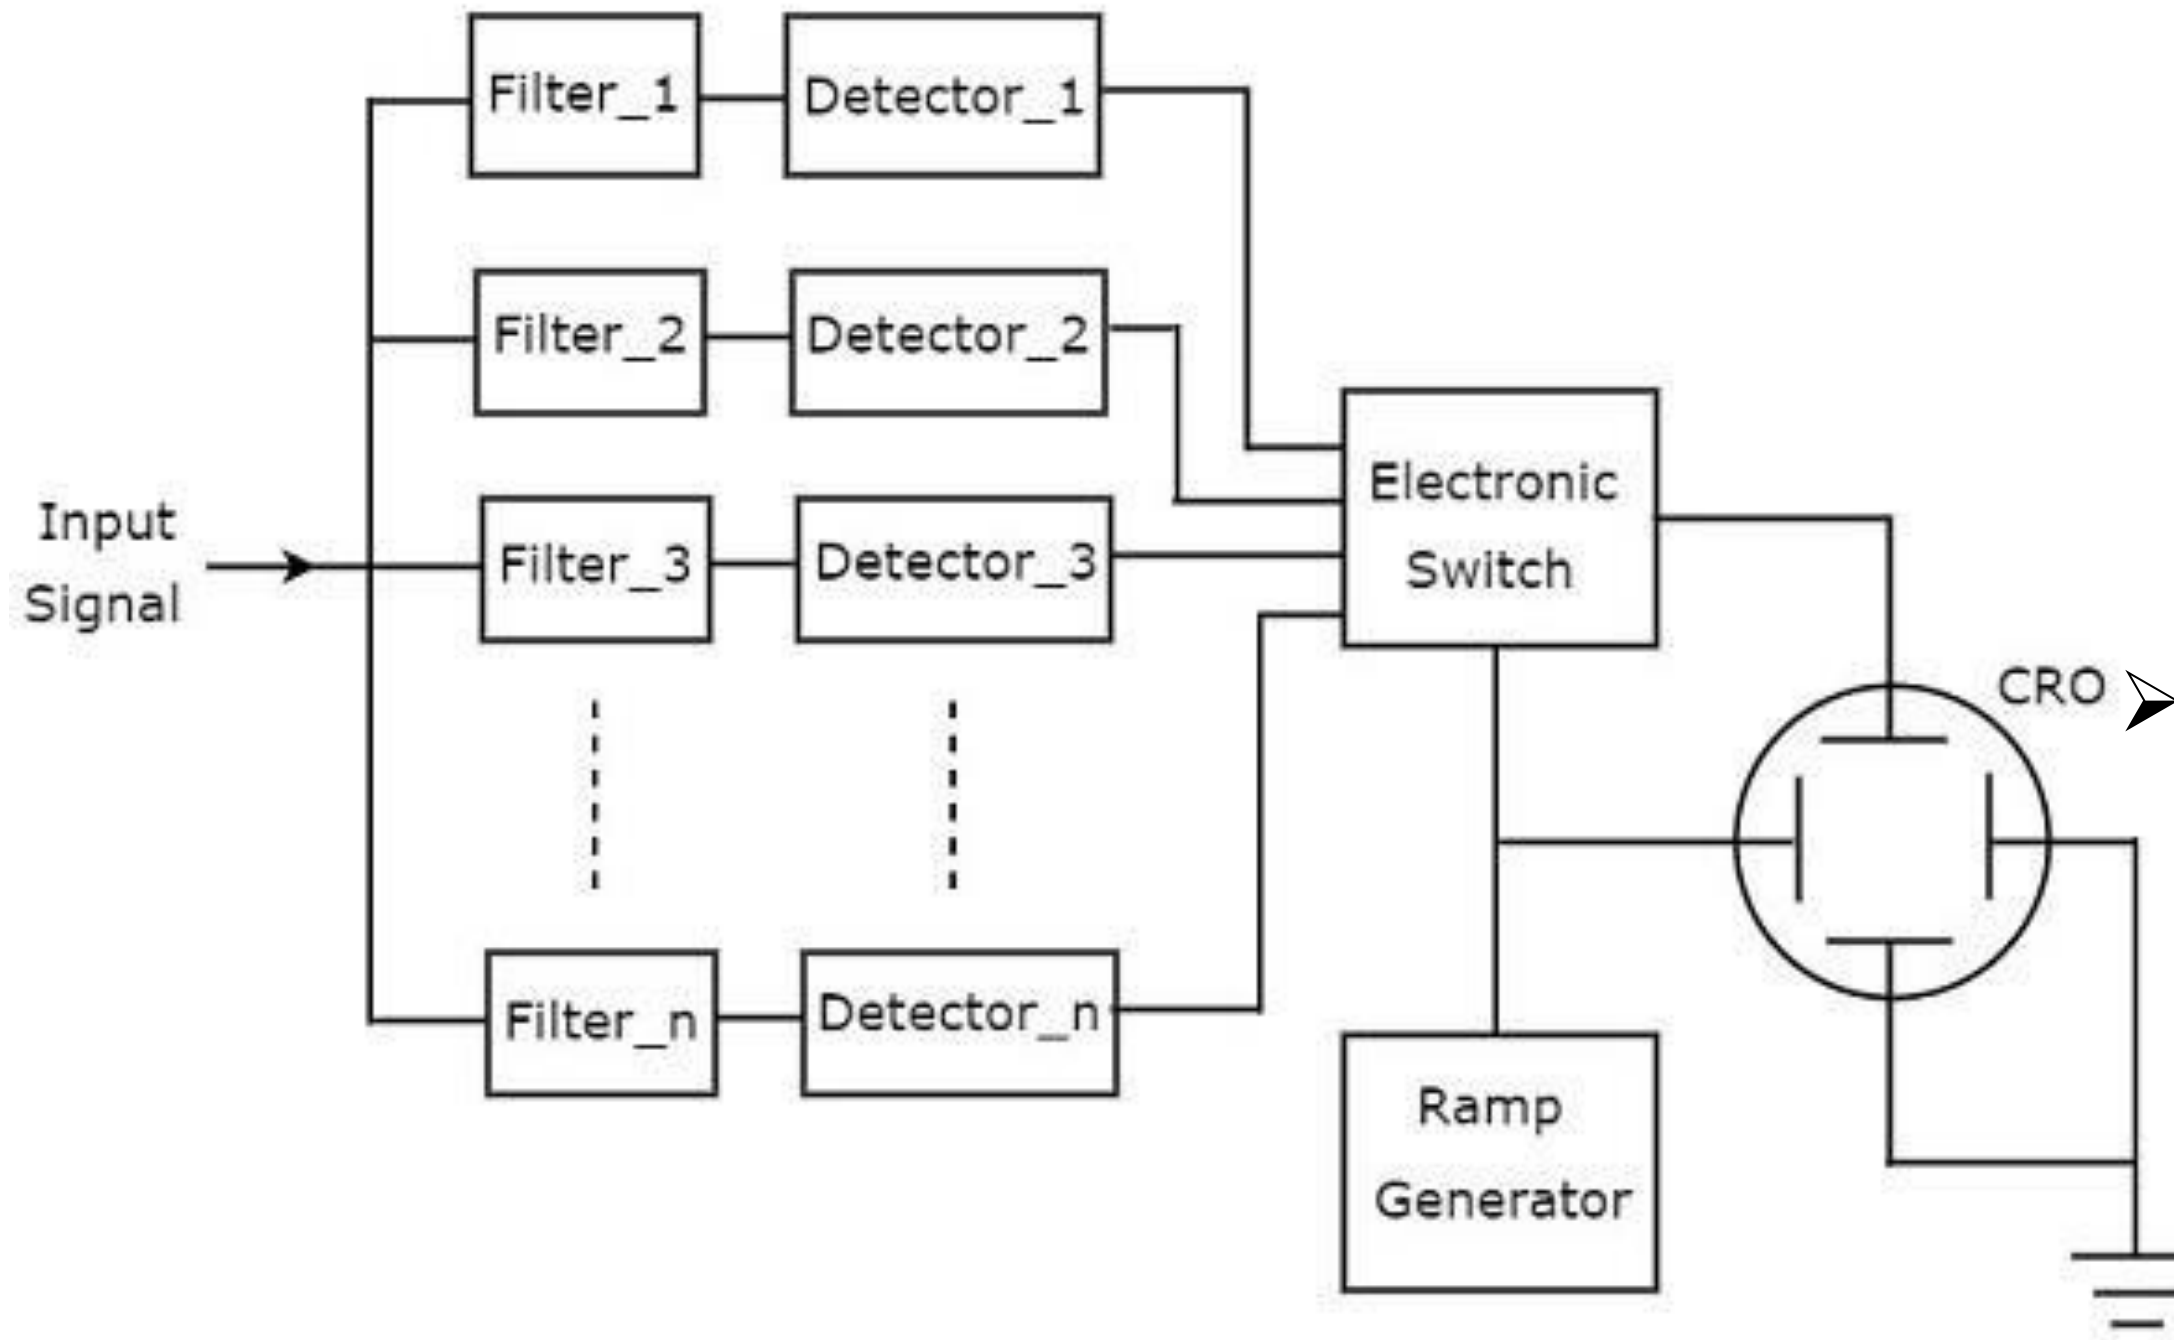 Filter_1
Detector_1
Filter_2
Detector_2
Input
Signal
Filter_3
Detector_3
Electronic
Switch
CRO
Filter_n
Detector_n
Ramp
Generator